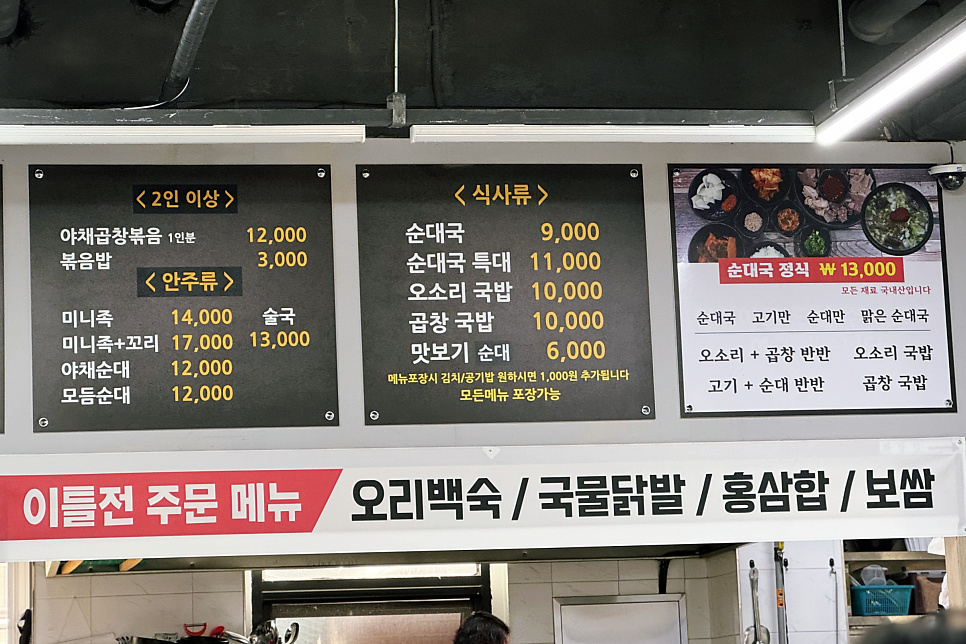 < 2인 이상 >
야채곱창볶음 1인분 12,000
볶음밥 3,000
< 안주류 >
미니족 14,000 술국
미니족+꼬리 17,000 13,000
야채순대 12,000
모듬순대 12,000
< 식사류 >
순대국 9,000
순대국 특대 11,000
오소리 국밥 10,000
곱창 국밥 10,000
맛보기 순대 6,000
메뉴포장시 김치/공기밥 원하시면 1,000원 추가됩니다
모든메뉴 포장가능
순대국 정식 ₩ 13,000
모든 재료 국내산입니다
순대국 고기만 순대만 맑은 순대국
오소리 + 곱창 반반 오소리 국밥
고기 + 순대 반반 곱창 국밥
이틀전 주문 메뉴 오리백숙 / 국물닭발 / 홍삼합 / 보쌈